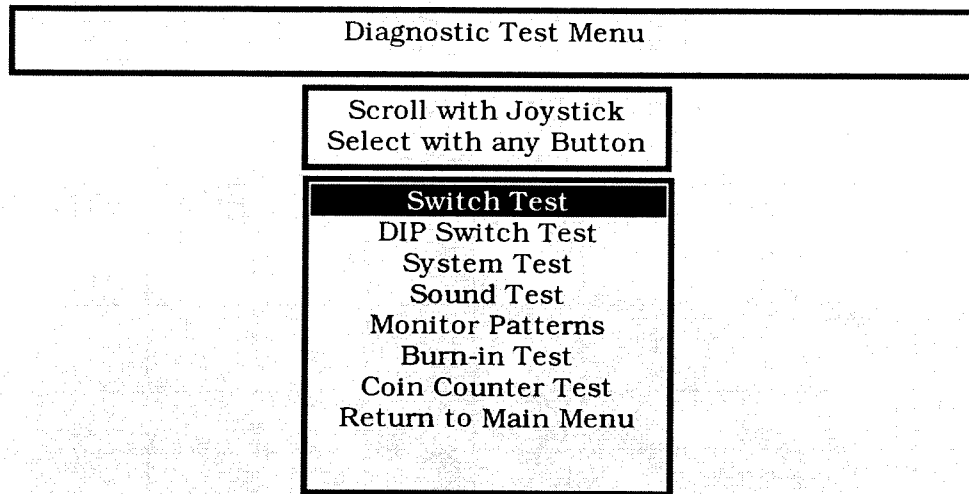 Diagnostic Test Menu
Scroll with Joystick
Select with any Button
Switch Test
DIP Switch Test
System Test
Sound Test
Monitor Patterns
Burn-in Test
Coin Counter Test
Return to Main Menu